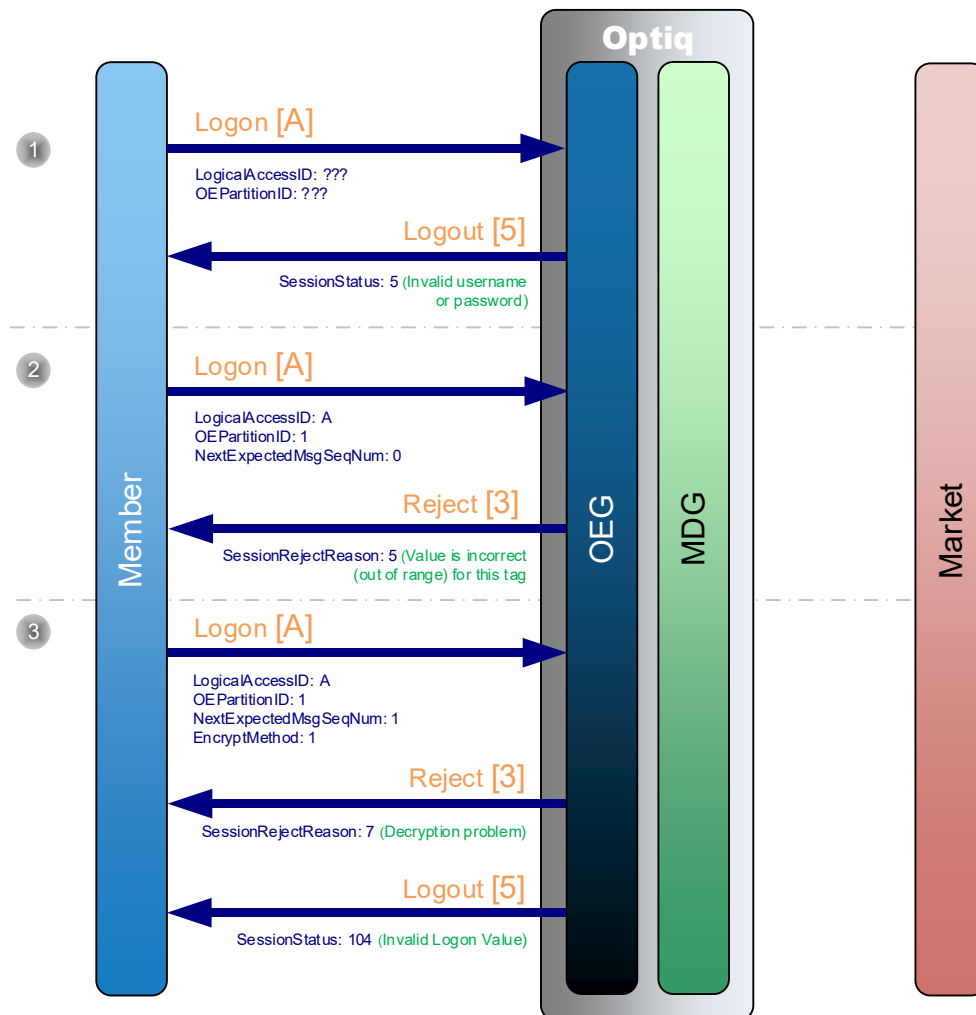 Optiq
Member
OEG
MDG
Market
1
Logon [A]
LogicalAccessID: ???
OEPartitionID: ???
Logout [5]
SessionStatus: 5 (Invalid username
or password)
2
Logon [A]
LogicalAccessID: A
OEPartitionID: 1
NextExpectedMsgSeqNum: 0
Reject [3]
SessionRejectReason: 5 (Value is incorrect
(out of range) for this tag
3
Logon [A]
LogicalAccessID: A
OEPartitionID: 1
NextExpectedMsgSeqNum: 1
EncryptMethod: 1
Reject [3]
SessionRejectReason: 7 (Decryption problem)
Logout [5]
SessionStatus: 104 (Invalid Logon Value)